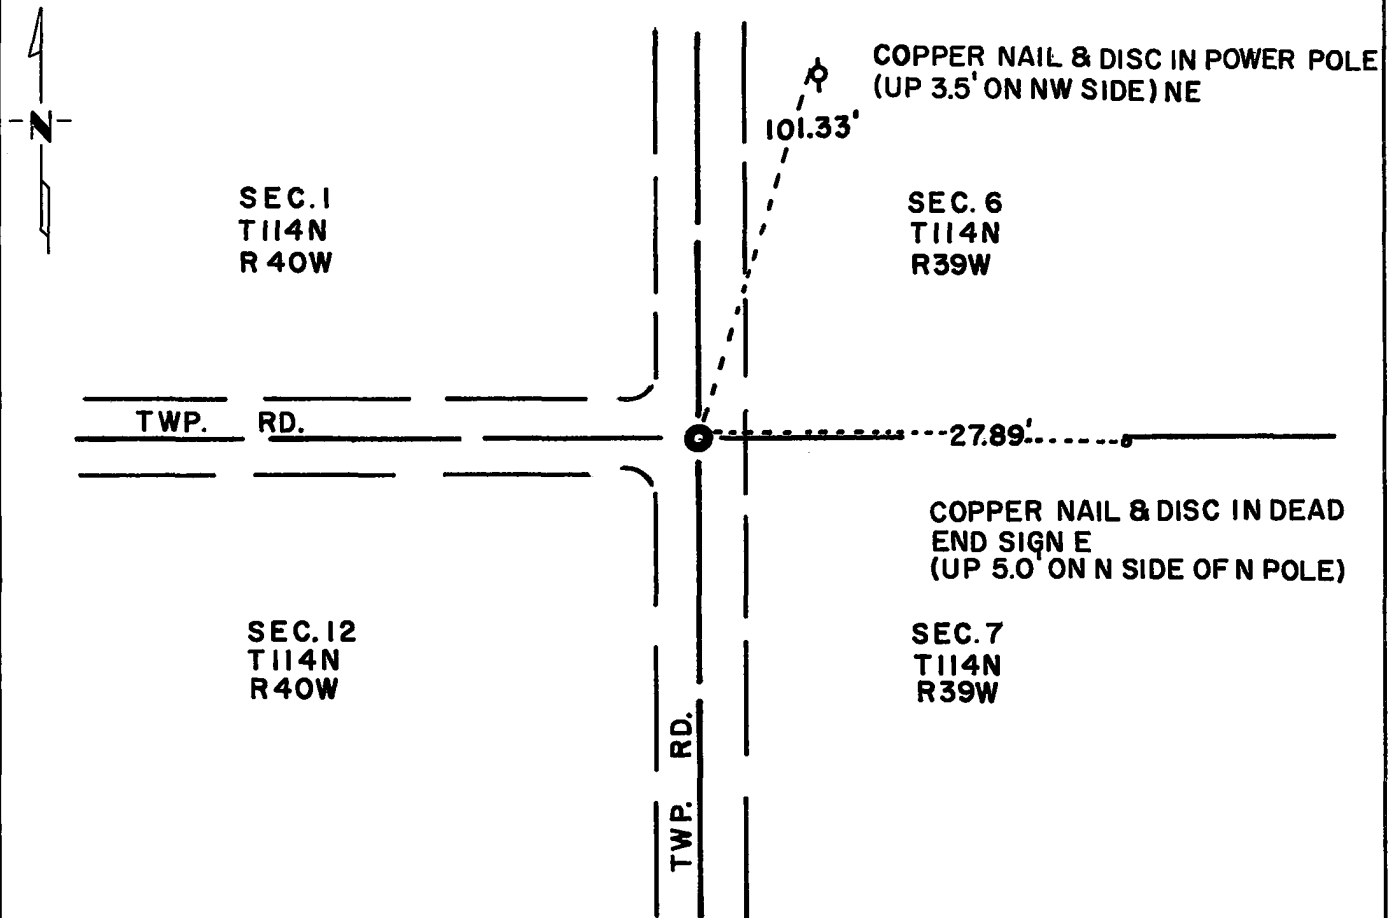 N
COPPER NAIL & DISC IN POWER POLE
(UP 3.5' ON NW SIDE) NE
101.33'
SEC. 1
T114N
R40W
SEC. 6
T114N
R39W
TWP. RD.
27.89'
COPPER NAIL & DISC IN DEAD
END SIGN E
(UP 5.0' ON N SIDE OF N POLE)
SEC. 12
T114N
R40W
SEC. 7
T114N
R39W
TWP. RD.